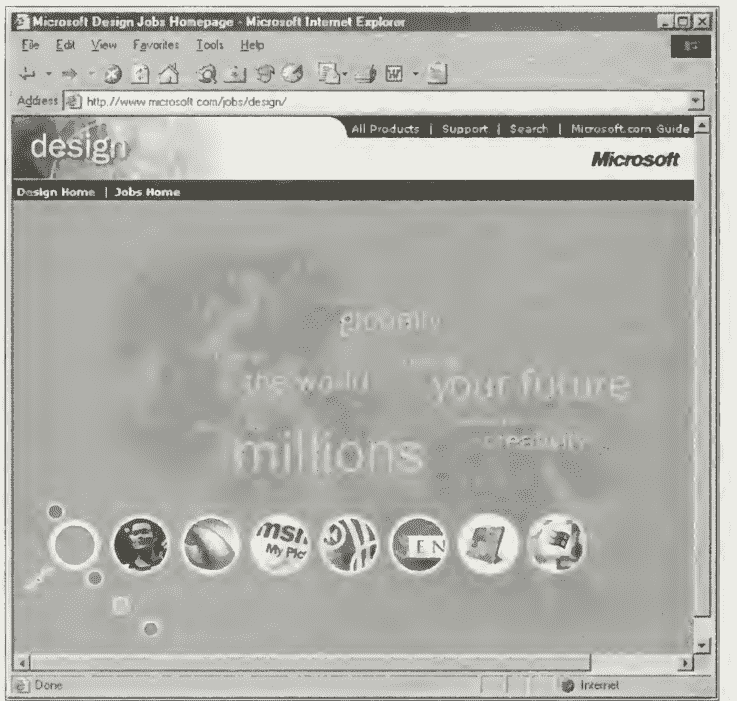 Microsoft Design Jobs Homepage - Microsoft Internet Explorer
File Edit View Favorites Tools Help
Address http://www.microsoft.com/jobs/design/
All Products | Support | Search | Microsoft.com Guide
design
Microsoft
Design Home | Jobs Home
globally
the world
your future
millions
creativity
msn
My Pla
EN
Done
Internet